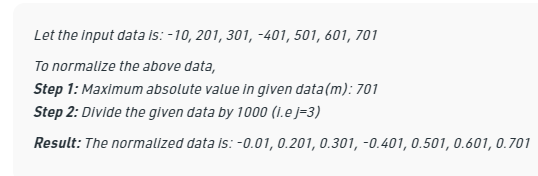 Let the input data is: -10, 201, 301, -401, 501, 601, 701
To normalize the above data,
Step 1: Maximum absolute value in given data(m): 701
Step 2: Divide the given data by 1000 (i.e j=3)
Result: The normalized data is: -0.01, 0.201, 0.301, -0.401, 0.501, 0.601, 0.701